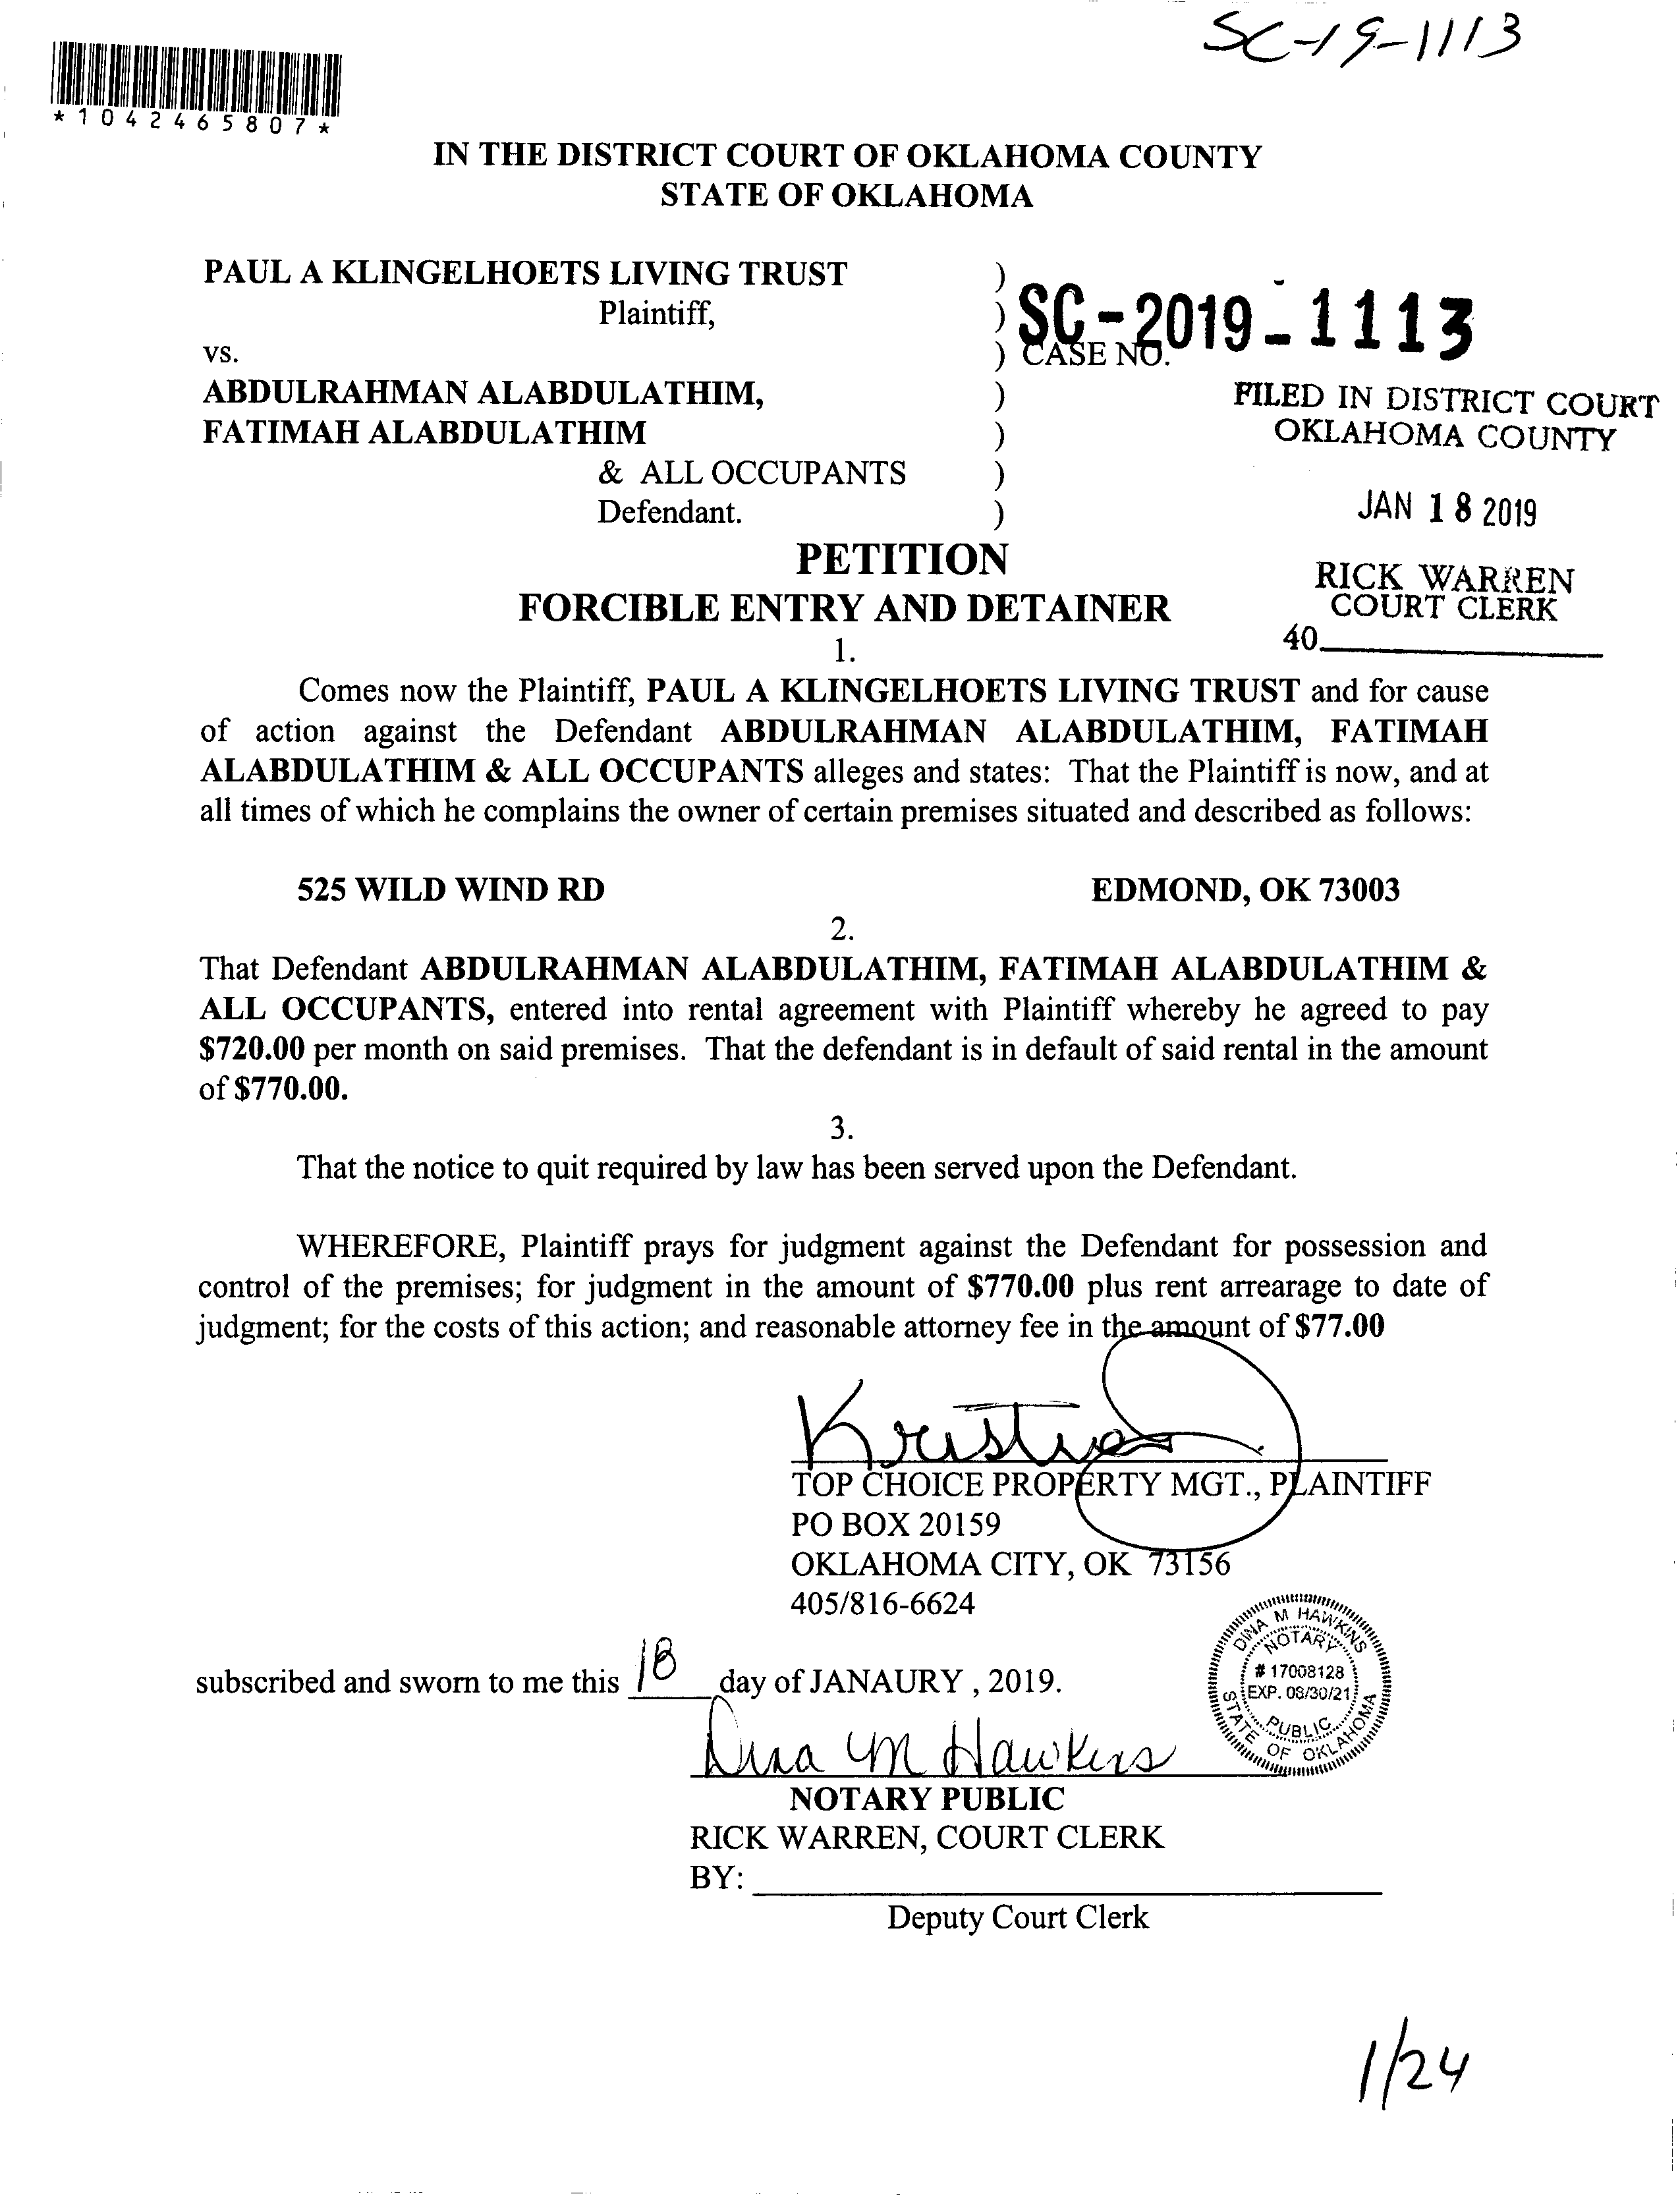 SC-19-1113
*1042465807*
IN THE DISTRICT COURT OF OKLAHOMA COUNTY
STATE OF OKLAHOMA
PAUL A KLINGELHOETS LIVING TRUST )
Plaintiff, ) SC-2019-1113
vs. ) CASE NO.
ABDULRAHMAN ALABDULATHIM, )
FATIMAH ALABDULATHIM )
& ALL OCCUPANTS )
Defendant. )
FILED IN DISTRICT COURT
OKLAHOMA COUNTY
JAN 18 2019
RICK WARREN
COURT CLERK
40
PETITION
FORCIBLE ENTRY AND DETAINER
1.
Comes now the Plaintiff, PAUL A KLINGELHOETS LIVING TRUST and for cause
of action against the Defendant ABDULRAHMAN ALABDULATHIM, FATIMAH
ALABDULATHIM & ALL OCCUPANTS alleges and states: That the Plaintiff is now, and at
all times of which he complains the owner of certain premises situated and described as follows:
525 WILD WIND RD EDMOND, OK 73003
2.
That Defendant ABDULRAHMAN ALABDULATHIM, FATIMAH ALABDULATHIM &
ALL OCCUPANTS, entered into rental agreement with Plaintiff whereby he agreed to pay
$720.00 per month on said premises. That the defendant is in default of said rental in the amount
of $770.00.
3.
That the notice to quit required by law has been served upon the Defendant.
WHEREFORE, Plaintiff prays for judgment against the Defendant for possession and
control of the premises; for judgment in the amount of $770.00 plus rent arrearage to date of
judgment; for the costs of this action; and reasonable attorney fee in the amount of $77.00
TOP CHOICE PROPERTY MGT., PLAINTIFF
PO BOX 20159
OKLAHOMA CITY, OK 73156
405/816-6624
subscribed and sworn to me this 18 day of JANAURY , 2019.
DINA M HAWKINS
NOTARY
# 17008128
EXP. 08/30/21
PUBLIC
STATE OF OKLAHOMA
Dina M Hawkins
NOTARY PUBLIC
RICK WARREN, COURT CLERK
BY:
Deputy Court Clerk
1/24